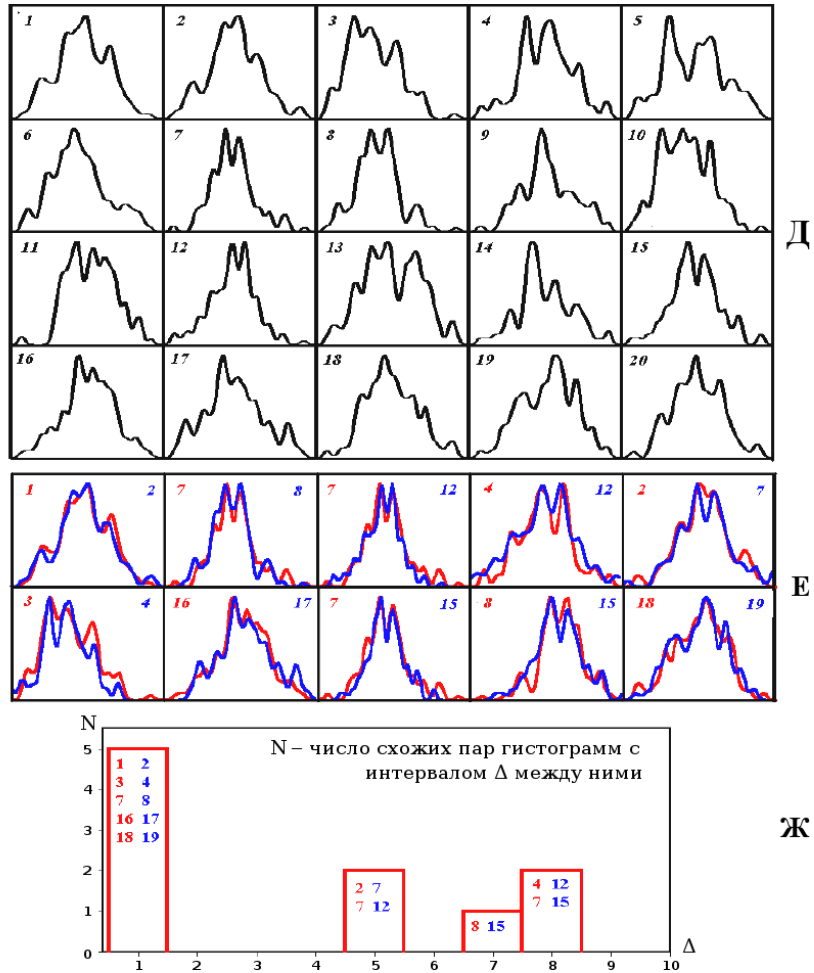 1 2 3 4 5
6 7 8 9 10
Д
11 12 13 14 15
16 17 18 19 20
1 2 7 8 7 12 4 12 2 7
Е
3 4 16 17 7 15 8 15 18 19
N
N – число схожих пар гистограмм с
интервалом Δ между ними
5
4
3
2
1
0
1 2
3 4
7 8
16 17
18 19
2 7
7 12
8 15
4 12
7 15
Ж
Δ
1 2 3 4 5 6 7 8 9 10